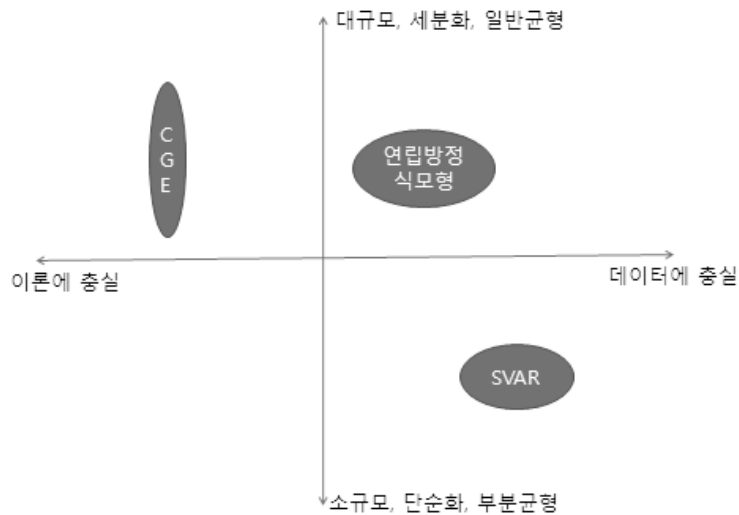 대규모, 세분화, 일반균형
C
G
E
연립방정
식모형
이론에 충실
데이터에 충실
SVAR
소규모, 단순화, 부분균형